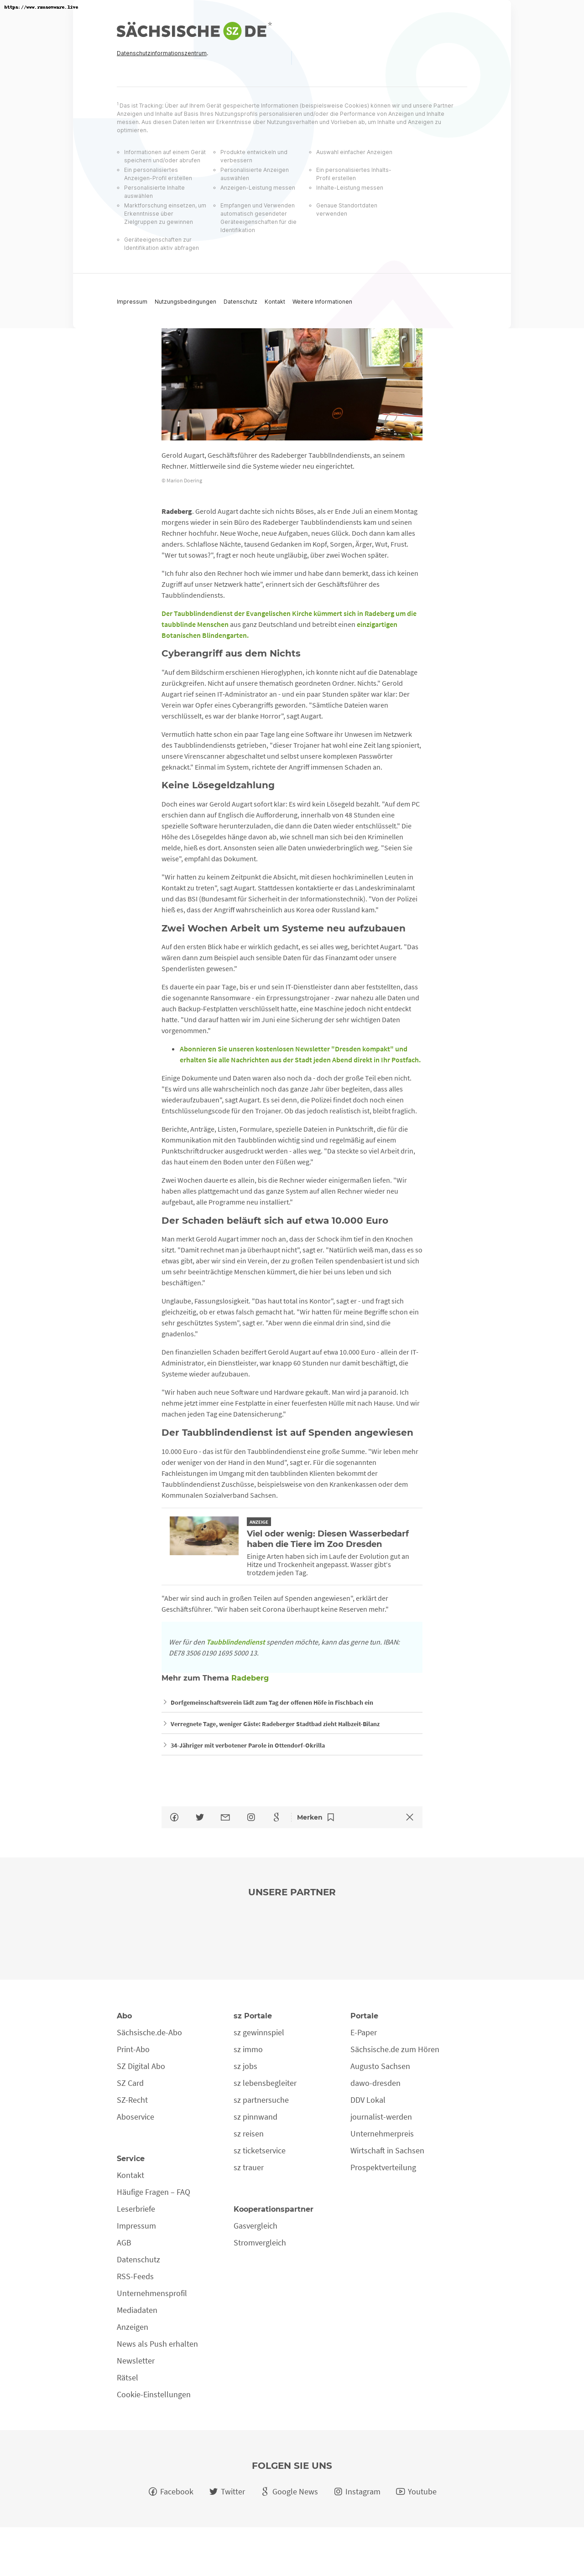 https://www.ransomware.live
SÄCHSISCHE SZ DE
Datenschutzinformationszentrum.
¹ Das ist Tracking: Über auf Ihrem Gerät gespeicherte Informationen (beispielsweise Cookies) können wir und unsere Partner
Anzeigen und Inhalte auf Basis Ihres Nutzungsprofils personalisieren und/oder die Performance von Anzeigen und Inhalte
messen. Aus diesen Daten leiten wir Erkenntnisse über Nutzungsverhalten und Vorlieben ab, um Inhalte und Anzeigen zu
optimieren.
Informationen auf einem Gerät
speichern und/oder abrufen
Produkte entwickeln und
verbessern
Auswahl einfacher Anzeigen
Ein personalisiertes
Anzeigen-Profil erstellen
Personalisierte Anzeigen
auswählen
Ein personalisiertes Inhalts-
Profil erstellen
Personalisierte Inhalte
auswählen
Anzeigen-Leistung messen
Inhalte-Leistung messen
Marktforschung einsetzen, um
Erkenntnisse über
Zielgruppen zu gewinnen
Empfangen und Verwenden
automatisch gesendeter
Geräteeigenschaften für die
Identifikation
Genaue Standortdaten
verwenden
Geräteeigenschaften zur
Identifikation aktiv abfragen
Impressum Nutzungsbedingungen Datenschutz Kontakt Weitere Informationen
Gerold Augart, Geschäftsführer des Radeberger Taubblindendiensts, an seinem
Rechner. Mittlerweile sind die Systeme wieder neu eingerichtet.
© Marion Doering
Radeberg. Gerold Augart dachte sich nichts Böses, als er Ende Juli an einem Montag
morgens wieder in sein Büro des Radeberger Taubblindendiensts kam und seinen
Rechner hochfuhr. Neue Woche, neue Aufgaben, neues Glück. Doch dann kam alles
anders. Schlaflose Nächte, tausend Gedanken im Kopf, Sorgen, Ärger, Wut, Frust.
"Wer tut sowas?", fragt er noch heute ungläubig, über zwei Wochen später.
"Ich fuhr also den Rechner hoch wie immer und habe dann bemerkt, dass ich keinen
Zugriff auf unser Netzwerk hatte", erinnert sich der Geschäftsführer des
Taubblindendiensts.
Der Taubblindendienst der Evangelischen Kirche kümmert sich in Radeberg um die
taubblinde Menschen aus ganz Deutschland und betreibt einen einzigartigen
Botanischen Blindengarten.
Cyberangriff aus dem Nichts
"Auf dem Bildschirm erschienen Hieroglyphen, ich konnte nicht auf die Datenablage
zurückgreifen. Nicht auf unsere thematisch geordneten Ordner. Nichts." Gerold
Augart rief seinen IT-Administrator an - und ein paar Stunden später war klar: Der
Verein war Opfer eines Cyberangriffs geworden. "Sämtliche Dateien waren
verschlüsselt, es war der blanke Horror", sagt Augart.
Vermutlich hatte schon ein paar Tage lang eine Software ihr Unwesen im Netzwerk
des Taubblindendiensts getrieben, "dieser Trojaner hat wohl eine Zeit lang spioniert,
unsere Virenscanner abgeschaltet und selbst unsere komplexen Passwörter
geknackt." Einmal im System, richtete der Angriff immensen Schaden an.
Keine Lösegeldzahlung
Doch eines war Gerold Augart sofort klar: Es wird kein Lösegeld bezahlt. "Auf dem PC
erschien dann auf Englisch die Aufforderung, innerhalb von 48 Stunden eine
spezielle Software herunterzuladen, die dann die Daten wieder entschlüsselt." Die
Höhe des Lösegeldes hänge davon ab, wie schnell man sich bei den Kriminellen
melde, hieß es dort. Ansonsten seien alle Daten unwiederbringlich weg. "Seien Sie
weise", empfahl das Dokument.
"Wir hatten zu keinem Zeitpunkt die Absicht, mit diesen hochkriminellen Leuten in
Kontakt zu treten", sagt Augart. Stattdessen kontaktierte er das Landeskriminalamt
und das BSI (Bundesamt für Sicherheit in der Informationstechnik). "Von der Polizei
hieß es, dass der Angriff wahrscheinlich aus Korea oder Russland kam."
Zwei Wochen Arbeit um Systeme neu aufzubauen
Auf den ersten Blick habe er wirklich gedacht, es sei alles weg, berichtet Augart. "Das
wären dann zum Beispiel auch sensible Daten für das Finanzamt oder unsere
Spenderlisten gewesen."
Es dauerte ein paar Tage, bis er und sein IT-Dienstleister dann aber feststellten, dass
die sogenannte Ransomware - ein Erpressungstrojaner - zwar nahezu alle Daten und
auch Backup-Festplatten verschlüsselt hatte, eine Maschine jedoch nicht entdeckt
hatte. "Und darauf hatten wir im Juni eine Sicherung der sehr wichtigen Daten
vorgenommen."
Abonnieren Sie unseren kostenlosen Newsletter "Dresden kompakt" und
erhalten Sie alle Nachrichten aus der Stadt jeden Abend direkt in Ihr Postfach.
Einige Dokumente und Daten waren also noch da - doch der große Teil eben nicht.
"Es wird uns alle wahrscheinlich noch das ganze Jahr über begleiten, dass alles
wiederaufzubauen", sagt Augart. Es sei denn, die Polizei findet doch noch einen
Entschlüsselungscode für den Trojaner. Ob das jedoch realistisch ist, bleibt fraglich.
Berichte, Anträge, Listen, Formulare, spezielle Dateien in Punktschrift, die für die
Kommunikation mit den Taubblinden wichtig sind und regelmäßig auf einem
Punktschriftdrucker ausgedruckt werden - alles weg. "Da steckte so viel Arbeit drin,
das haut einem den Boden unter den Füßen weg."
Zwei Wochen dauerte es allein, bis die Rechner wieder einigermaßen liefen. "Wir
haben alles plattgemacht und das ganze System auf allen Rechner wieder neu
aufgebaut, alle Programme neu installiert."
Der Schaden beläuft sich auf etwa 10.000 Euro
Man merkt Gerold Augart immer noch an, dass der Schock ihm tief in den Knochen
sitzt. "Damit rechnet man ja überhaupt nicht", sagt er. "Natürlich weiß man, dass es so
etwas gibt, aber wir sind ein Verein, der zu großen Teilen spendenbasiert ist und sich
um sehr beeinträchtige Menschen kümmert, die hier bei uns leben und sich
beschäftigen."
Unglaube, Fassungslosigkeit. "Das haut total ins Kontor", sagt er - und fragt sich
gleichzeitig, ob er etwas falsch gemacht hat. "Wir hatten für meine Begriffe schon ein
sehr geschütztes System", sagt er. "Aber wenn die einmal drin sind, sind die
gnadenlos."
Den finanziellen Schaden beziffert Gerold Augart auf etwa 10.000 Euro - allein der IT-
Administrator, ein Dienstleister, war knapp 60 Stunden nur damit beschäftigt, die
Systeme wieder aufzubauen.
"Wir haben auch neue Software und Hardware gekauft. Man wird ja paranoid. Ich
nehme jetzt immer eine Festplatte in einer feuerfesten Hülle mit nach Hause. Und wir
machen jeden Tag eine Datensicherung."
Der Taubblindendienst ist auf Spenden angewiesen
10.000 Euro - das ist für den Taubblindendienst eine große Summe. "Wir leben mehr
oder weniger von der Hand in den Mund", sagt er. Für die sogenannten
Fachleistungen im Umgang mit den taubblinden Klienten bekommt der
Taubblindendienst Zuschüsse, beispielsweise von den Krankenkassen oder dem
Kommunalen Sozialverband Sachsen.
ANZEIGE
Viel oder wenig: Diesen Wasserbedarf
haben die Tiere im Zoo Dresden
Einige Arten haben sich im Laufe der Evolution gut an
Hitze und Trockenheit angepasst. Wasser gibt's
trotzdem jeden Tag.
"Aber wir sind auch in großen Teilen auf Spenden angewiesen", erklärt der
Geschäftsführer. "Wir haben seit Corona überhaupt keine Reserven mehr."
Wer für den Taubblindendienst spenden möchte, kann das gerne tun. IBAN:
DE78 3506 0190 1695 5000 13.
Mehr zum Thema Radeberg
Dorfgemeinschaftsverein lädt zum Tag der offenen Höfe in Fischbach ein
Verregnete Tage, weniger Gäste: Radeberger Stadtbad zieht Halbzeit-Bilanz
34-Jähriger mit verbotener Parole in Ottendorf-Okrilla
Merken
UNSERE PARTNER
Abo
Sächsische.de-Abo
Print-Abo
SZ Digital Abo
SZ Card
SZ-Recht
Aboservice
Service
Kontakt
Häufige Fragen – FAQ
Leserbriefe
Impressum
AGB
Datenschutz
RSS-Feeds
Unternehmensprofil
Mediadaten
Anzeigen
News als Push erhalten
Newsletter
Rätsel
Cookie-Einstellungen
sz Portale
sz gewinnspiel
sz immo
sz jobs
sz lebensbegleiter
sz partnersuche
sz pinnwand
sz reisen
sz ticketservice
sz trauer
Kooperationspartner
Gasvergleich
Stromvergleich
Portale
E-Paper
Sächsische.de zum Hören
Augusto Sachsen
dawo-dresden
DDV Lokal
journalist-werden
Unternehmerpreis
Wirtschaft in Sachsen
Prospektverteilung
FOLGEN SIE UNS
Facebook Twitter Google News Instagram Youtube